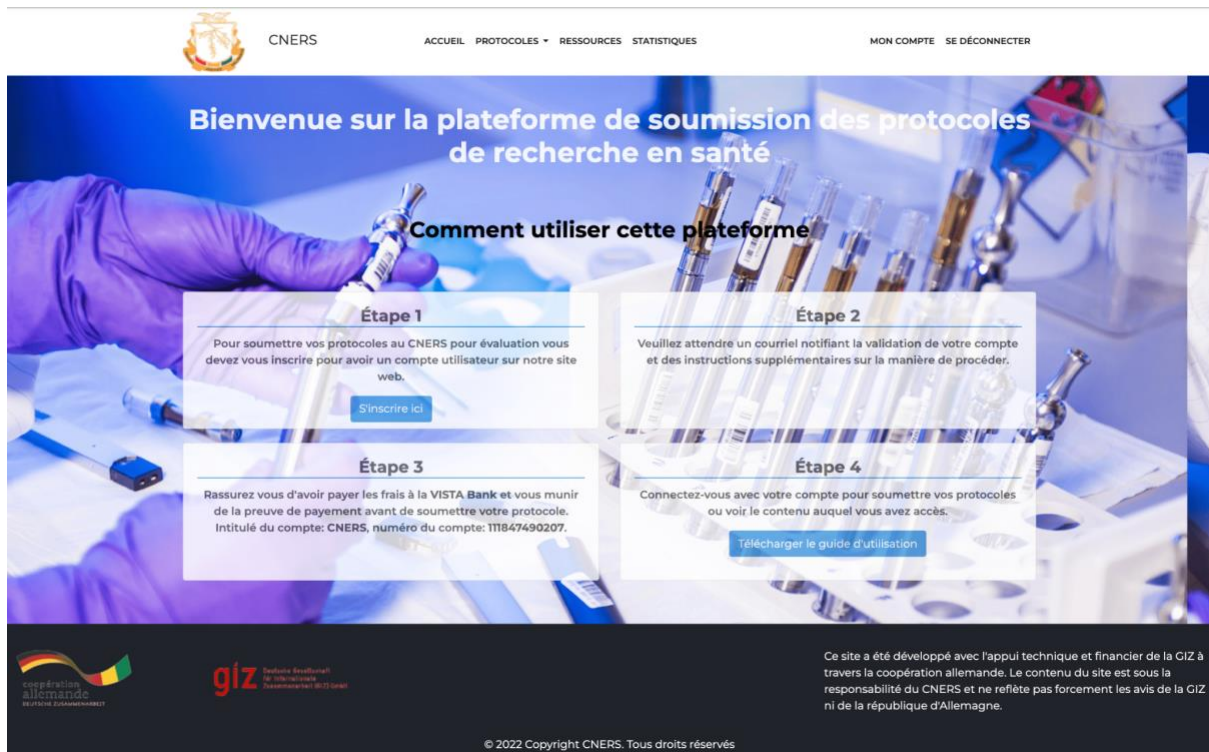 CNERS
ACCUEIL PROTOCOLES RESSOURCES STATISTIQUES
MON COMPTE SE DÉCONNECTER
Bienvenue sur la plateforme de soumission des protocoles
de recherche en santé
Comment utiliser cette plateforme
Étape 1
Pour soumettre vos protocoles au CNERS pour évaluation vous
devez vous inscrire pour avoir un compte utilisateur sur notre site
web.
S'inscrire ici
Étape 2
Veuillez attendre un courriel notifiant la validation de votre compte
et des instructions supplémentaires sur la manière de procéder.
Étape 3
Rassurez vous d'avoir payer les frais à la VISTA Bank et vous munir
de la preuve de payement avant de soumettre votre protocole.
Intitulé du compte: CNERS, numéro du compte: 111847490207.
Étape 4
Connectez-vous avec votre compte pour soumettre vos protocoles
ou voir le contenu auquel vous avez accès.
Télécharger le guide d'utilisation
coopération
allemande
DEUTSCHE ZUSAMMENARBEIT
giz
Deutsche Gesellschaft
für Internationale
Zusammenarbeit (GIZ) GmbH
Ce site a été développé avec l'appui technique et financier de la GIZ à
travers la coopération allemande. Le contenu du site est sous la
responsabilité du CNERS et ne reflète pas forcement les avis de la GIZ
ni de la république d'Allemagne.
© 2022 Copyright CNERS. Tous droits réservés